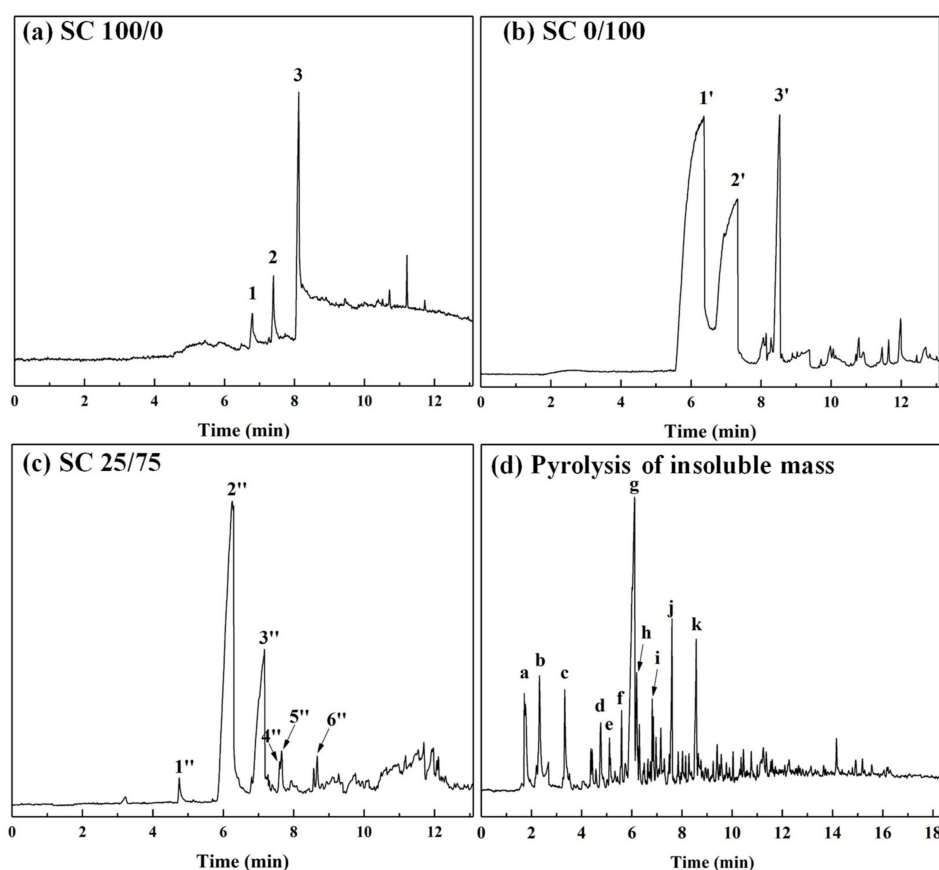 (a) SC 100/0
3
2
1
0 2 4 6 8 10 12
Time (min)
(b) SC 0/100
1' 3'
2'
0 2 4 6 8 10 12
Time (min)
(c) SC 25/75
2"
3"
4" 5" 6"
1"
0 2 4 6 8 10 12
Time (min)
(d) Pyrolysis of insoluble mass
g
j
h k
a b c i
d e f
0 2 4 6 8 10 12 14 16 18
Time (min)